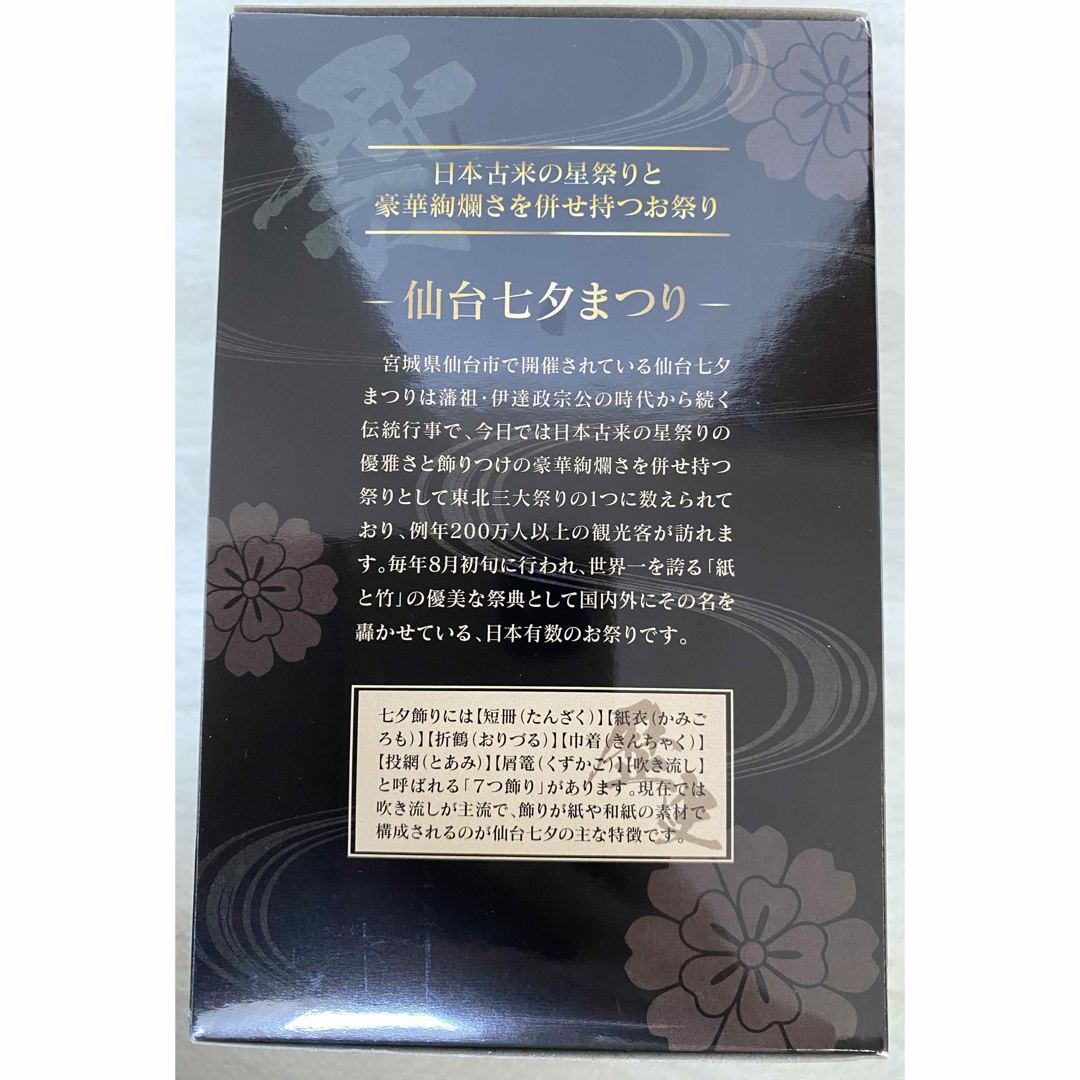 日本古来の星祭りと
豪華絢爛さを併せ持つお祭り
仙台七夕まつり
宮城県仙台市で開催されている仙台七夕
まつりは藩祖・伊達政宗公の時代から続く
伝統行事で、今日では日本古来の星祭りの
優雅さと飾りつけの豪華絢爛さを併せ持つ
祭りとして東北三大祭りの1つに数えられて
おり、例年200万人以上の観光客が訪れま
す。毎年8月初旬に行われ、世界一を誇る「紙
と竹」の優美な祭典として国内外にその名を
轟かせている、日本有数のお祭りです。
七夕飾りには【短冊(たんざく)】【紙衣(かみご
ろも)】【折鶴(おりづる)】【巾着(きんちゃく)】
【投網(とあみ)】【屑篭(くずかご)】【吹き流し】
と呼ばれる「7つ飾り」があります。現在では
吹き流しが主流で、飾りが紙や和紙の素材で
構成されるのが仙台七夕の主な特徴です。